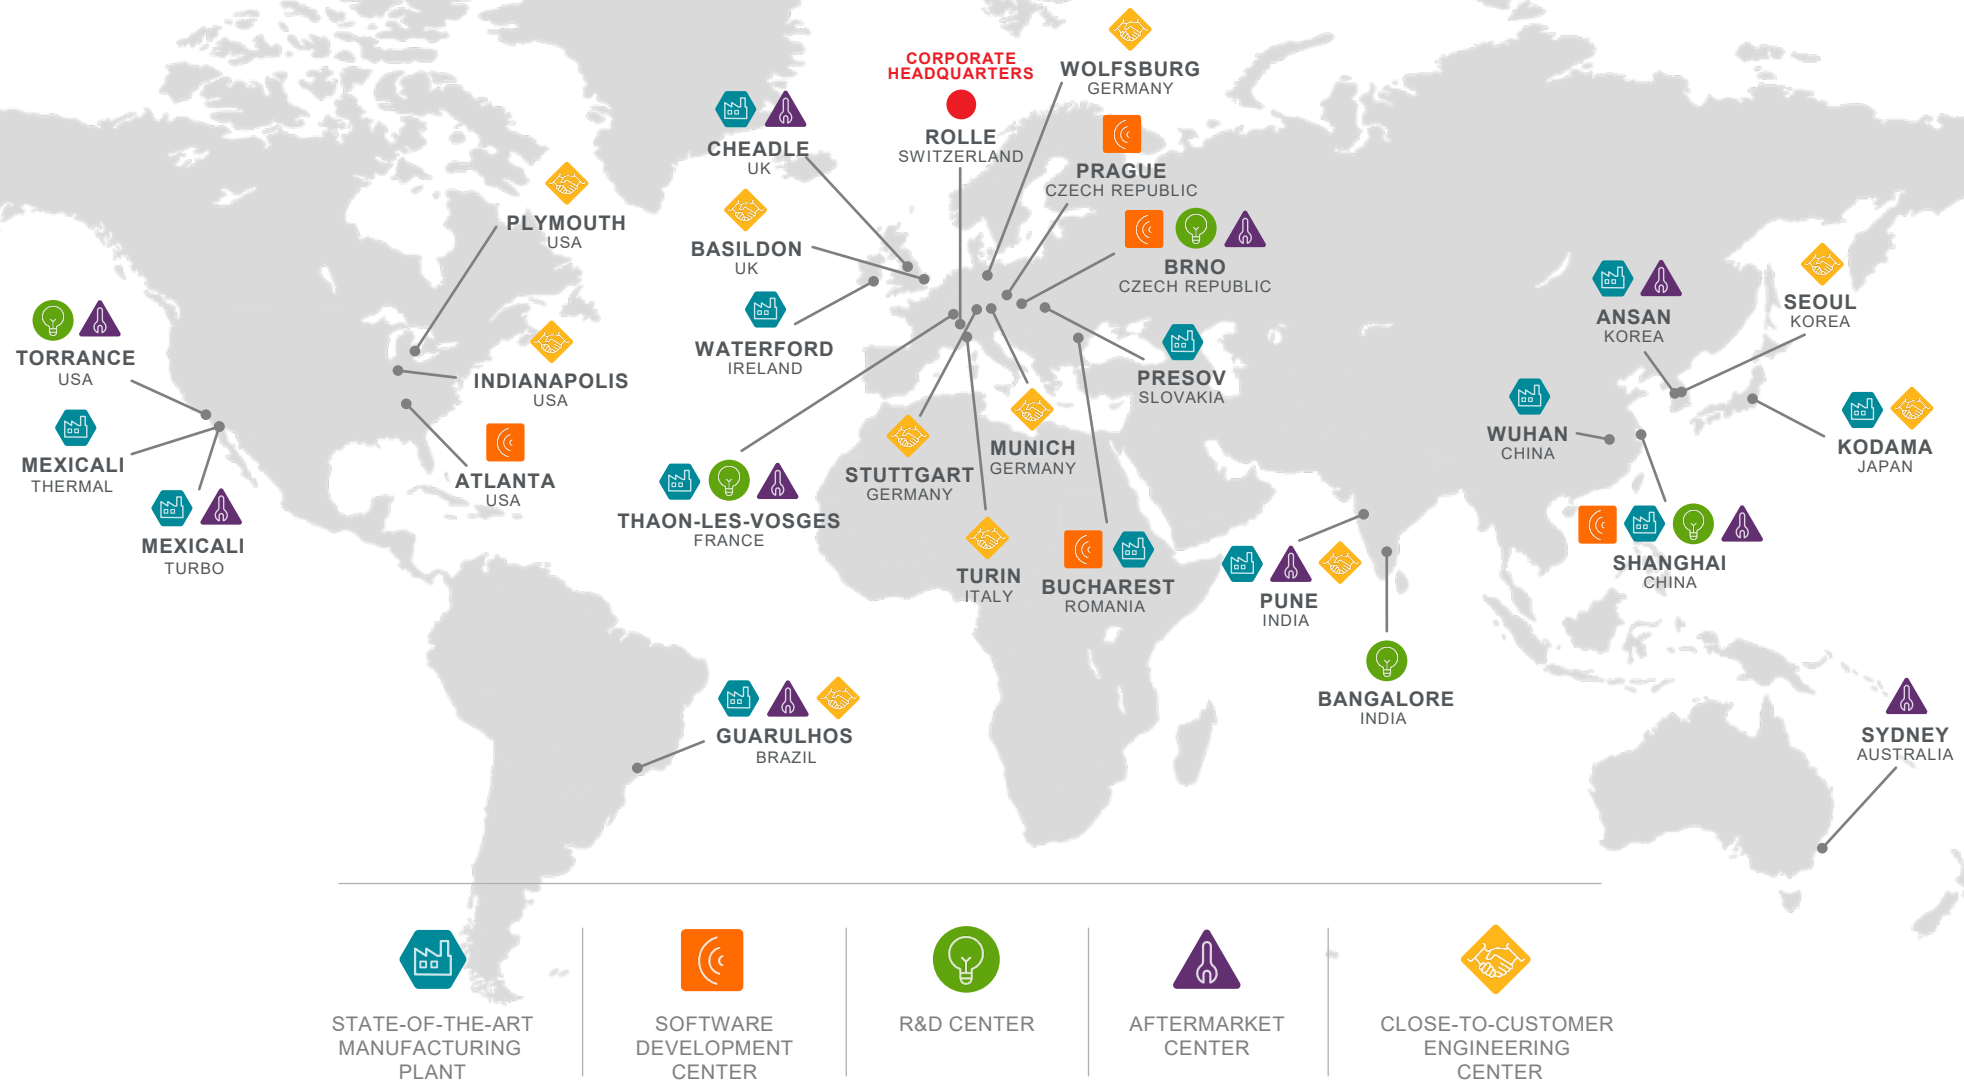 CORPORATE
HEADQUARTERS
ROLLE
SWITZERLAND
WOLFSBURG
GERMANY
CHEADLE
UK
PRAGUE
CZECH REPUBLIC
PLYMOUTH
USA
BASILDON
UK
BRNO
CZECH REPUBLIC
ANSAN
KOREA
SEOUL
KOREA
TORRANCE
USA
INDIANAPOLIS
USA
WATERFORD
IRELAND
PRESOV
SLOVAKIA
MEXICALI
THERMAL
ATLANTA
USA
STUTTGART
GERMANY
MUNICH
GERMANY
WUHAN
CHINA
KODAMA
JAPAN
MEXICALI
TURBO
THAON-LES-VOSGES
FRANCE
TURIN
ITALY
BUCHAREST
ROMANIA
PUNE
INDIA
SHANGHAI
CHINA
BANGALORE
INDIA
GUARULHOS
BRAZIL
SYDNEY
AUSTRALIA
STATE-OF-THE-ART
MANUFACTURING
PLANT
SOFTWARE
DEVELOPMENT
CENTER
R&D CENTER
AFTERMARKET
CENTER
CLOSE-TO-CUSTOMER
ENGINEERING
CENTER